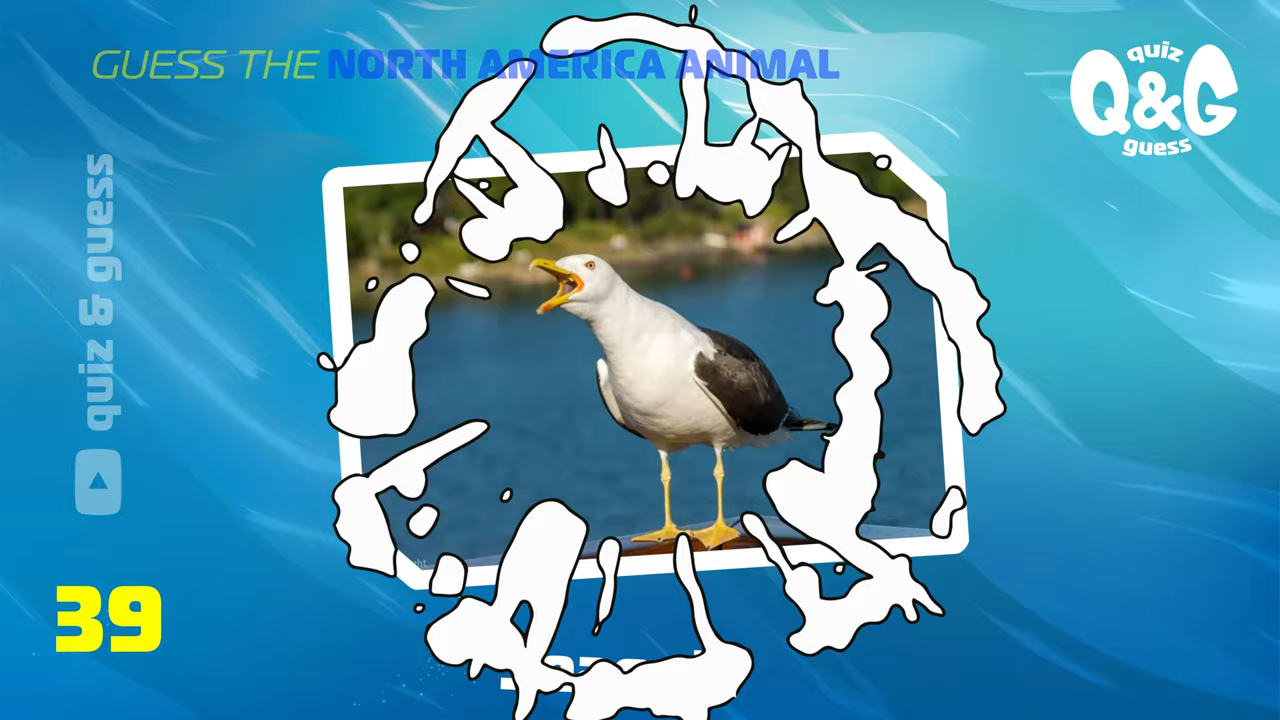 GUESS THE NORTH AMERICA ANIMAL
quiz
Q&G
guess
quiz & guess
39